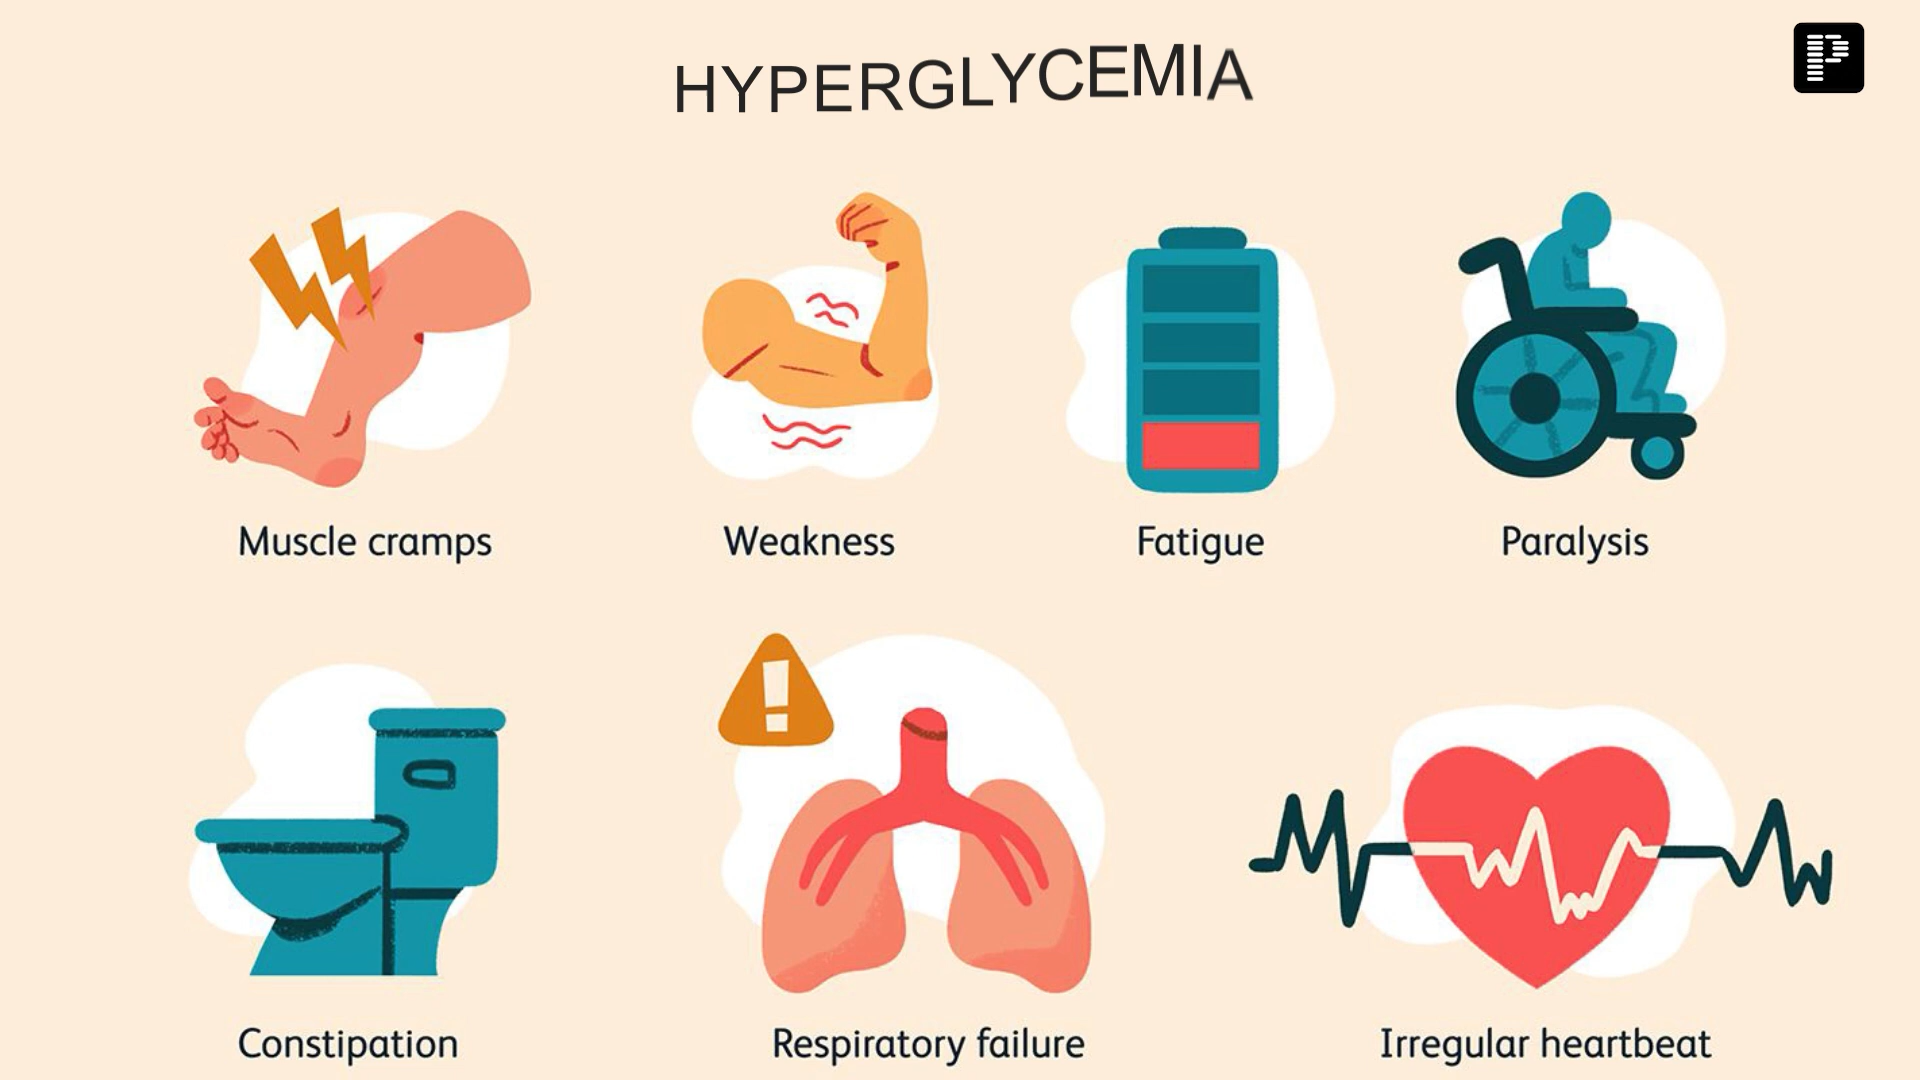 HYPERGLYCEMIA
P
Muscle cramps
Weakness
Fatigue
Paralysis
Constipation
Respiratory failure
Irregular heartbeat